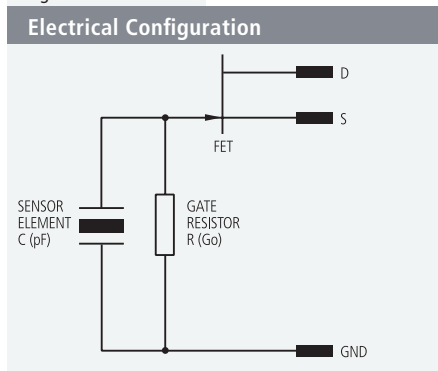 Electrical Configuration
D
S
FET
SENSOR
ELEMENT
C (pF)
GATE
RESISTOR
R (Go)
GND